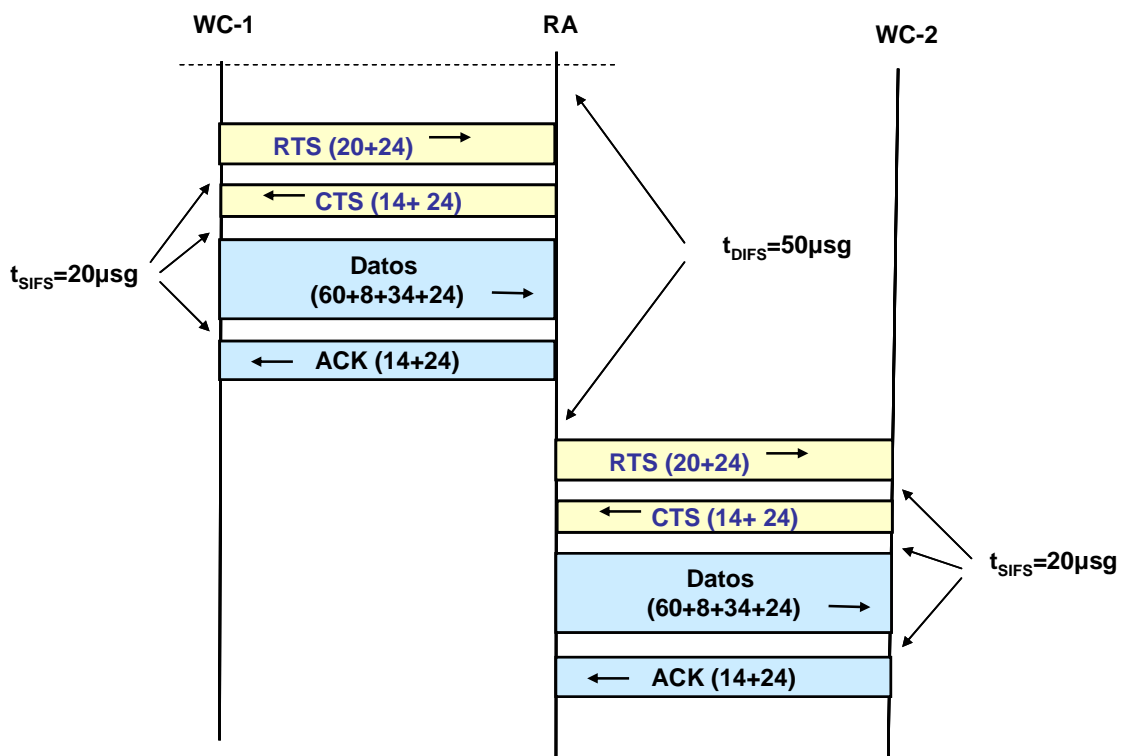 WC-1
RA
WC-2
RTS (20+24)
CTS (14+ 24)
tSIFS=20µsg
Datos
(60+8+34+24)
tDIFS=50µsg
ACK (14+24)
RTS (20+24)
CTS (14+ 24)
tSIFS=20µsg
Datos
(60+8+34+24)
ACK (14+24)